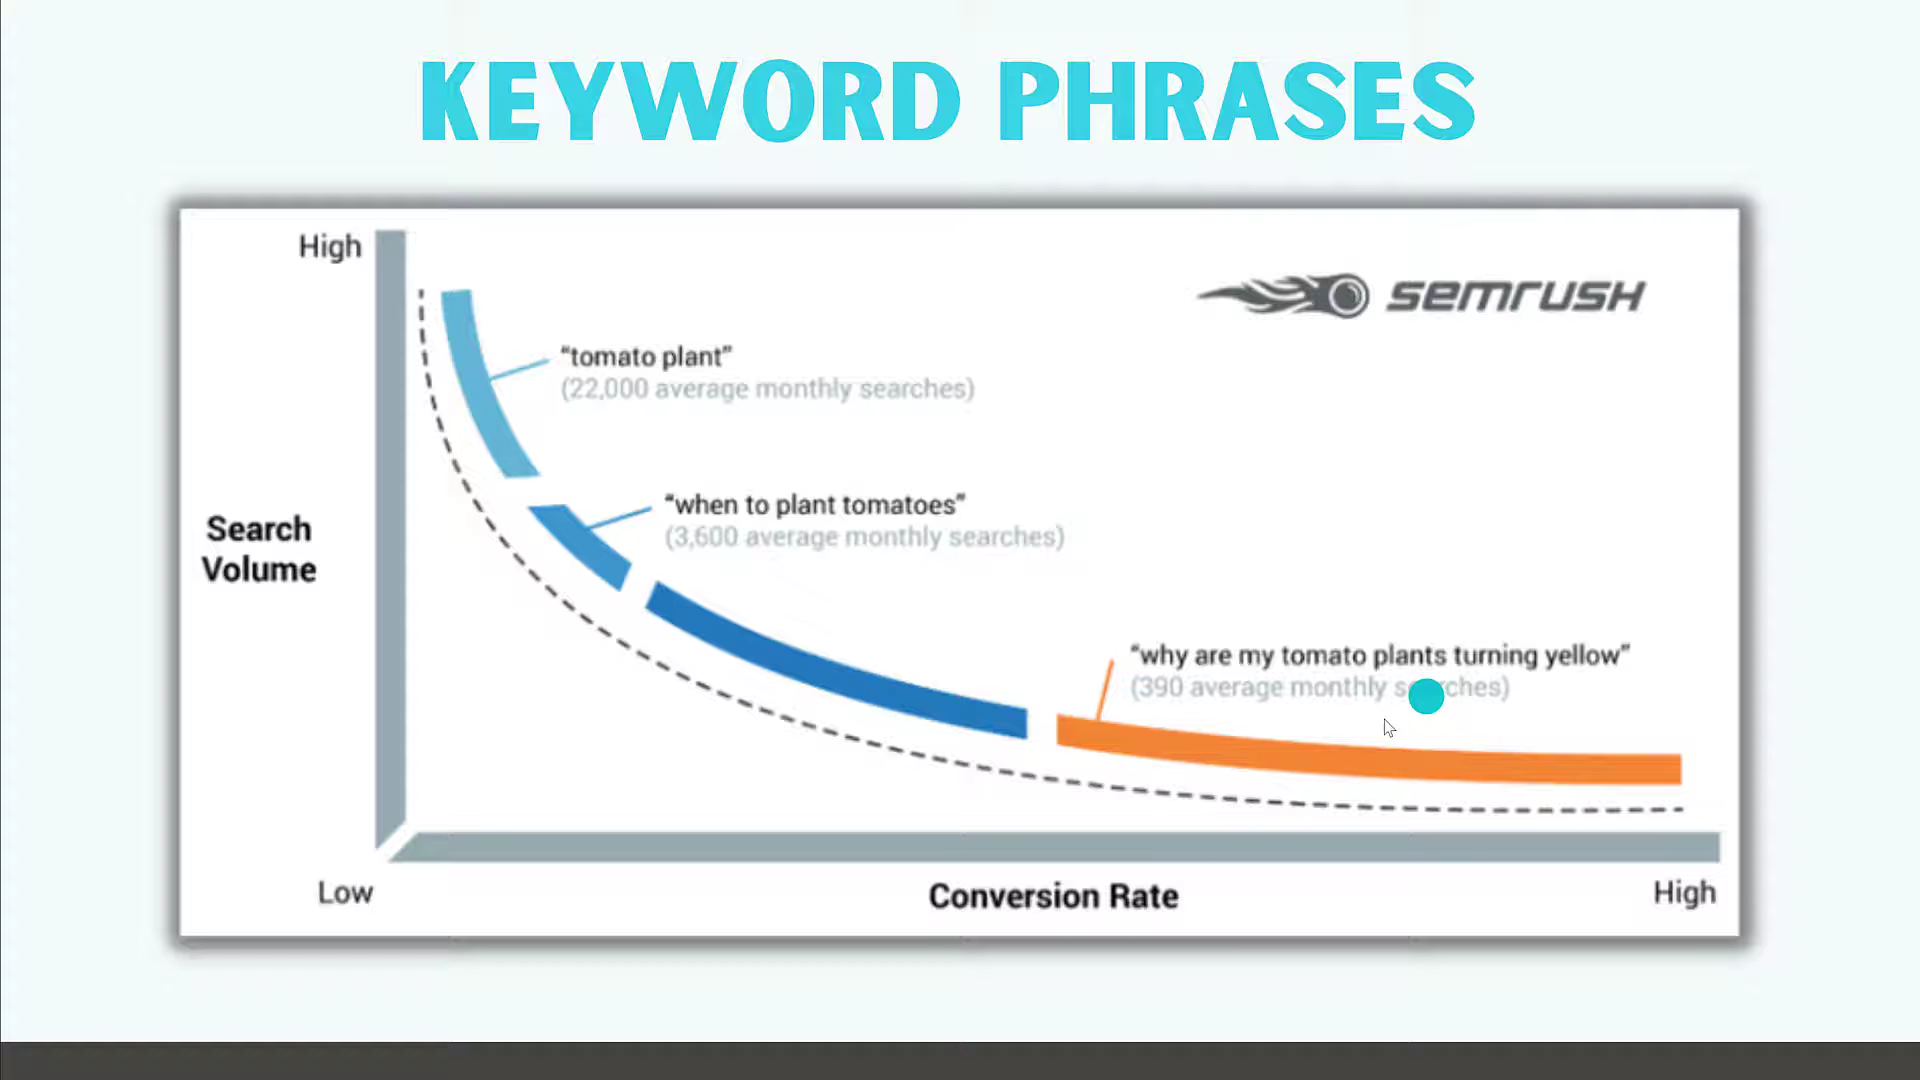 KEYWORD PHRASES
High
semrush
“tomato plant”
(22,000 average monthly searches)
“when to plant tomatoes”
(3,600 average monthly searches)
Search
Volume
“why are my tomato plants turning yellow”
(390 average monthly
Low
Conversion Rate
High